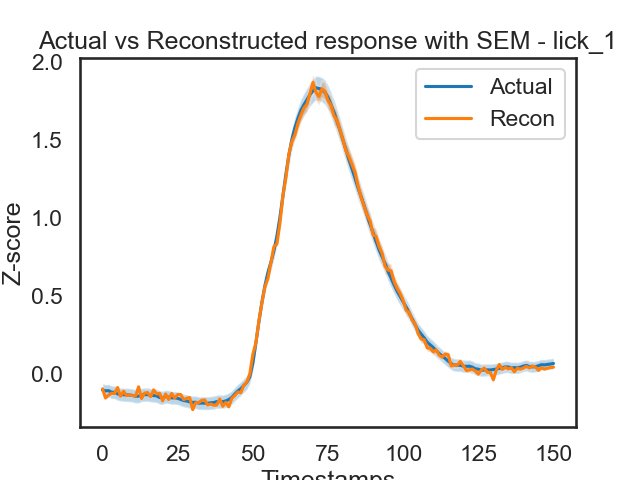 Actual vs Reconstructed response with SEM - lick_1
2.0
1.5
1.0
0.5
0.0
Z-score
Actual
Recon
0 25 50 75 100 125 150
Timestamps